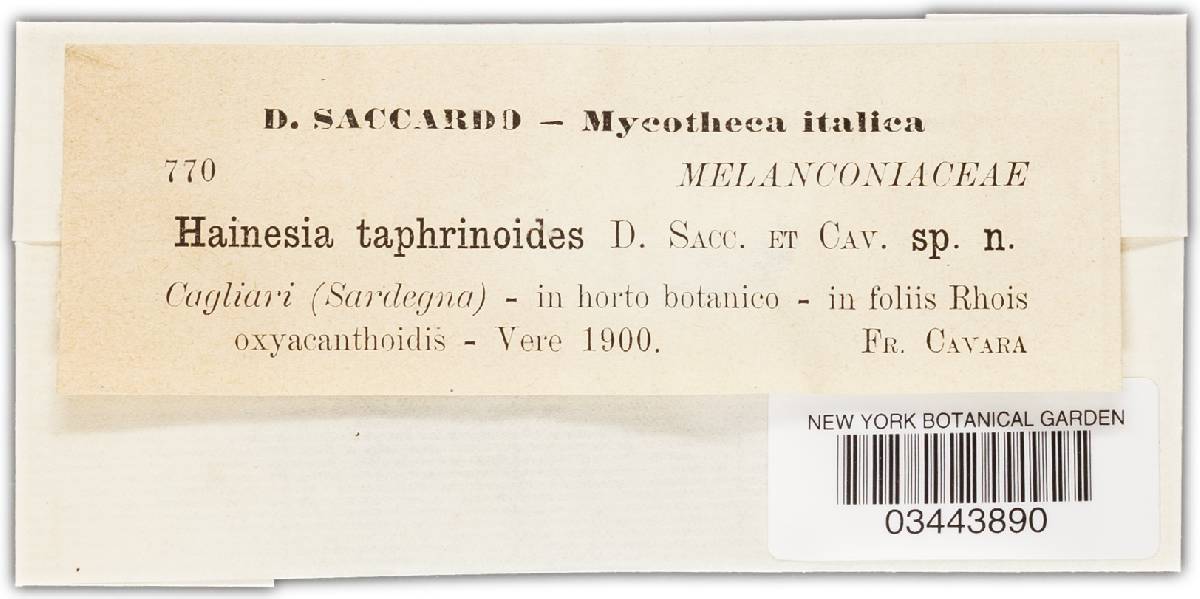 D. SACCARDO — Mycotheca italica
770 MELANCONIACEAE
Hainesia taphrinoides D. SACC. ET CAV. sp. n.
Cagliari (Sardegna) - in horto botanico - in foliis Rhois
oxyacanthoidis - Vere 1900. FR. CAVARA
NEW YORK BOTANICAL GARDEN
03443890